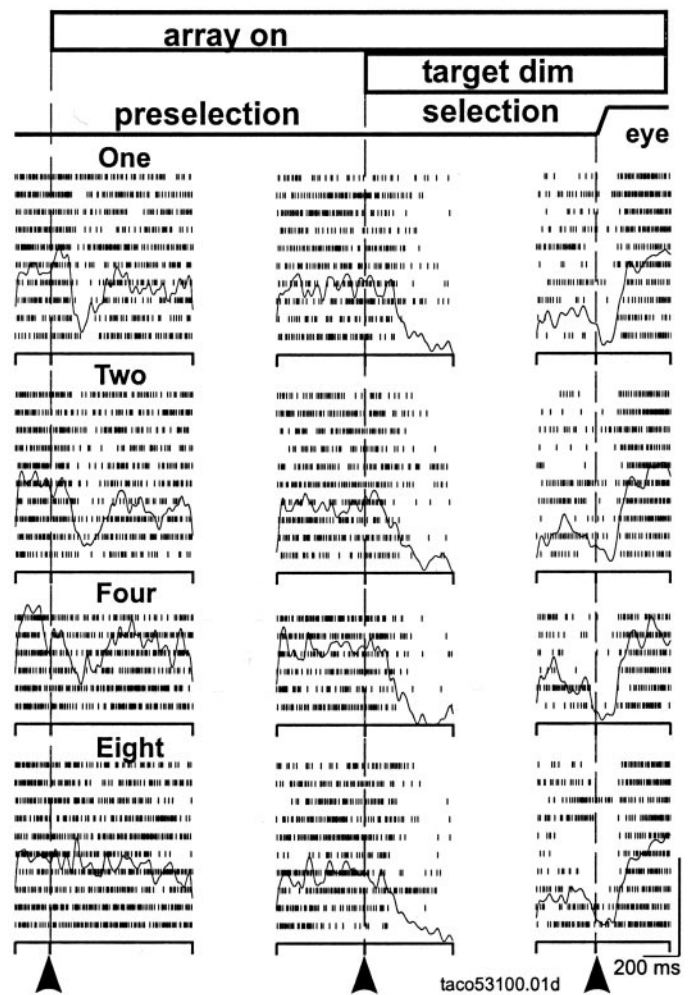 array on
target dim
preselection
selection
eye
One
Two
Four
Eight
200 ms
taco53100.01d